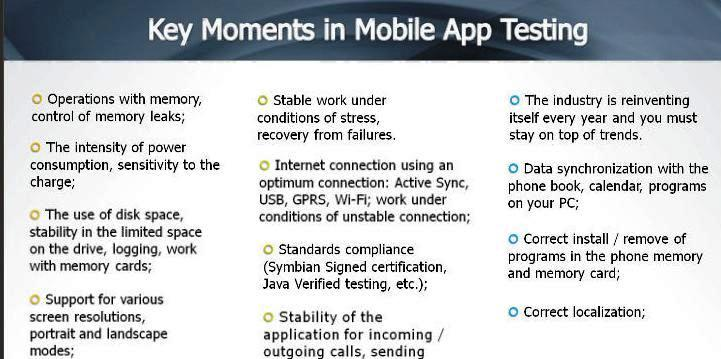 Key Moments in Mobile App Testing
Operations with memory,
control of memory leaks;
The intensity of power
consumption, sensitivity to the
charge;
The use of disk space,
stability in the limited space
on the drive, logging, work
with memory cards;
Support for various
screen resolutions,
portrait and landscape
modes;
Stable work under
conditions of stress,
recovery from failures.
Internet connection using an
optimum connection: Active Sync,
USB, GPRS, Wi-Fi; work under
conditions of unstable connection;
Standards compliance
(Symbian Signed certification,
Java Verified testing, etc.);
Stability of the
application for incoming /
outgoing calls, sending
The industry is reinventing
itself every year and you must
stay on top of trends.
Data synchronization with the
phone book, calendar, programs
on your PC;
Correct install / remove of
programs in the phone memory
and memory card;
Correct localization;